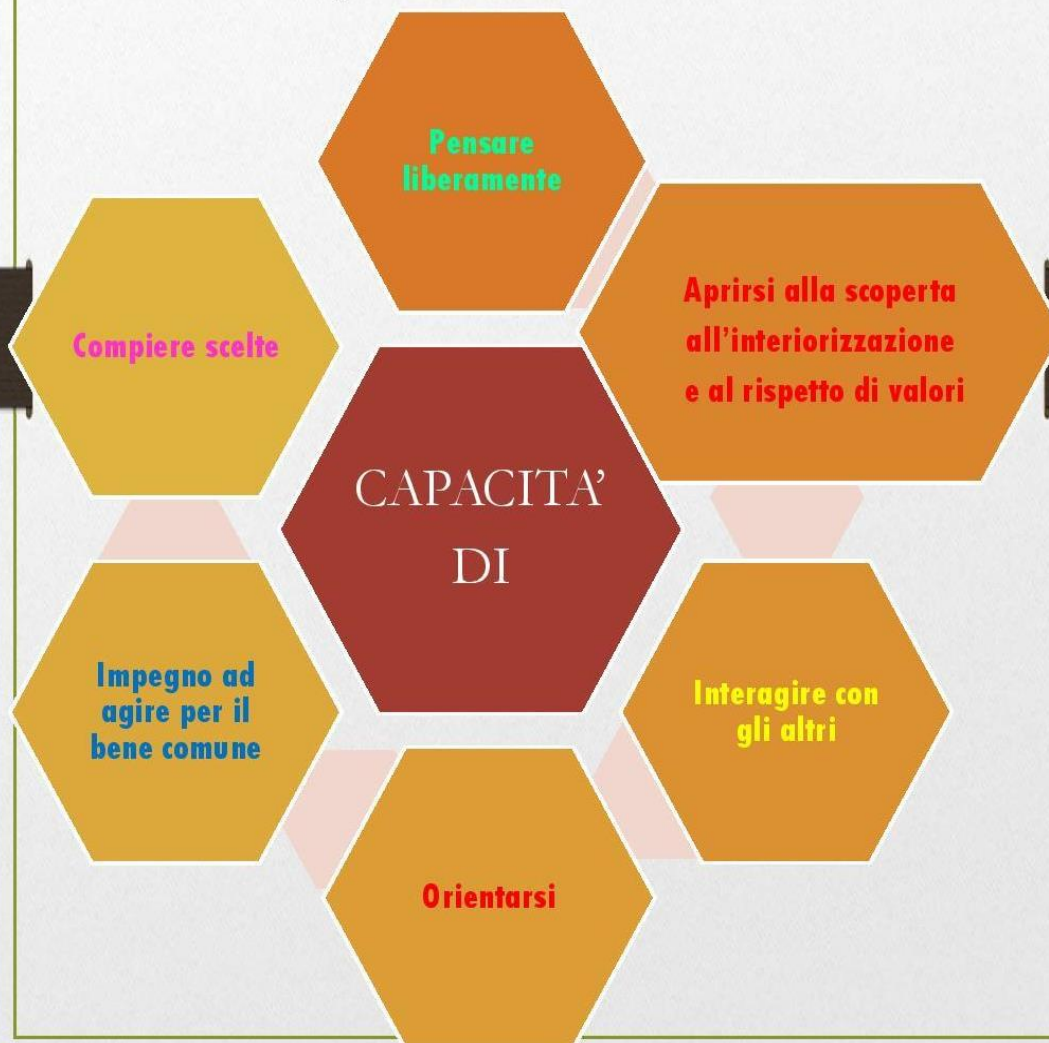 Pensare
liberamente
Aprirsi alla scoperta
all'interiorizzazione
e al rispetto di valori
Compiere scelte
CAPACITA'
DI
Impegno ad
agire per il
bene comune
Interagire con
gli altri
Orientarsi